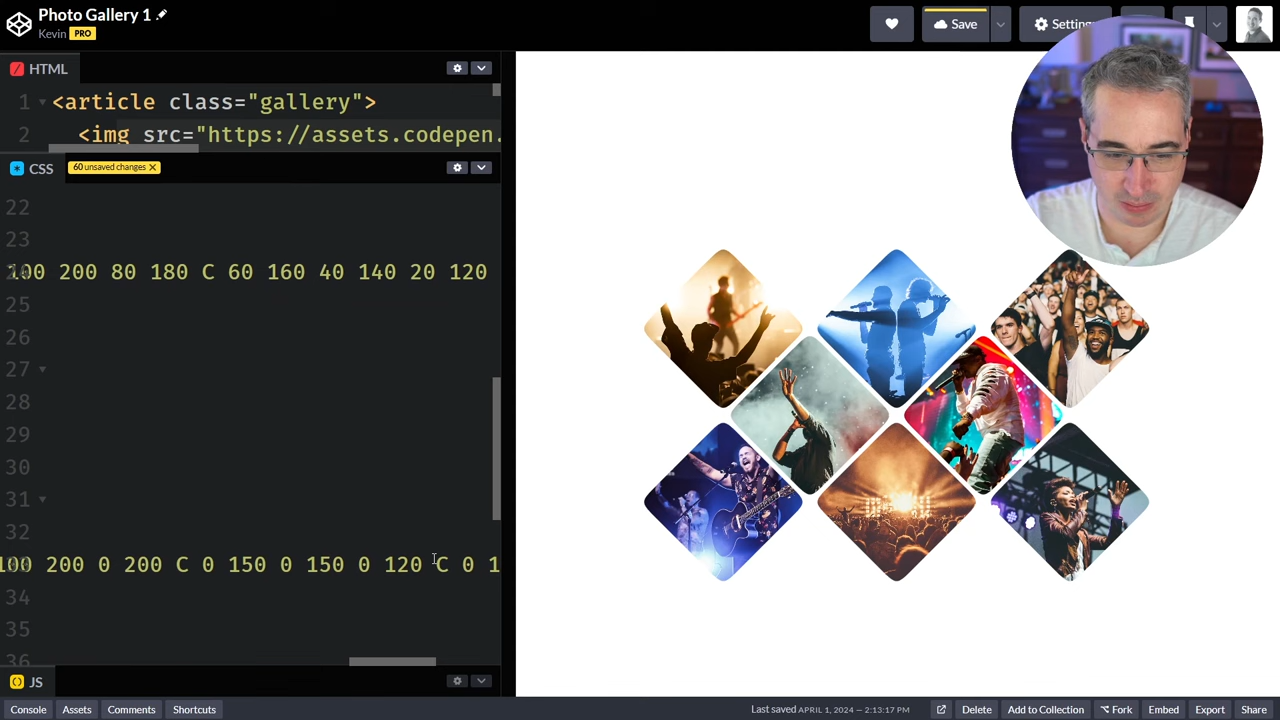 Photo Gallery 1
Kevin PRO
Save
HTML
1 <article class="gallery">
2 <img src="https://assets.codepen.
CSS 60 unsaved changes X
22
23
100 200 80 180 C 60 160 40 140 20 120
25
26
27
28
29
30
31
32
100 200 0 200 C 0 150 0 150 0 120 C 0 1
34
35
36
JS
Console Assets Comments Shortcuts Last saved APRIL 1, 2024 — 2:13:17 PM Delete Add to Collection Fork Embed Export Share